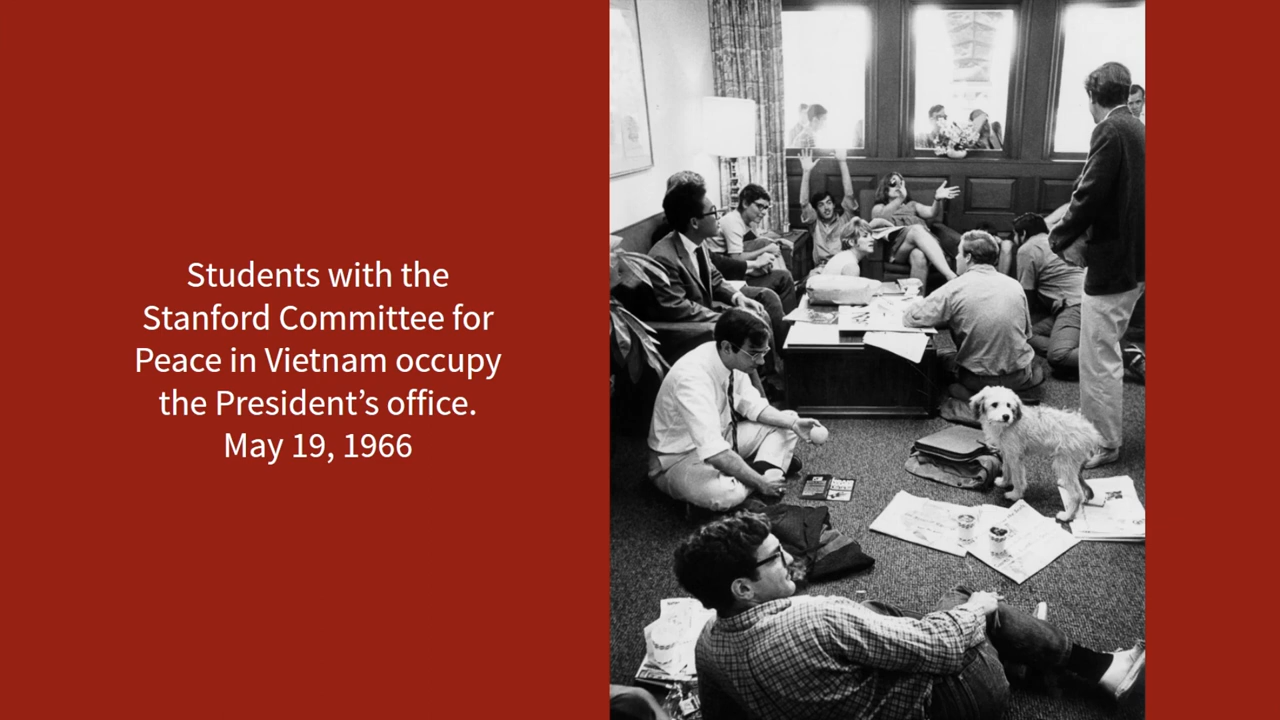 Students with the
Stanford Committee for
Peace in Vietnam occupy
the President’s office.
May 19, 1966